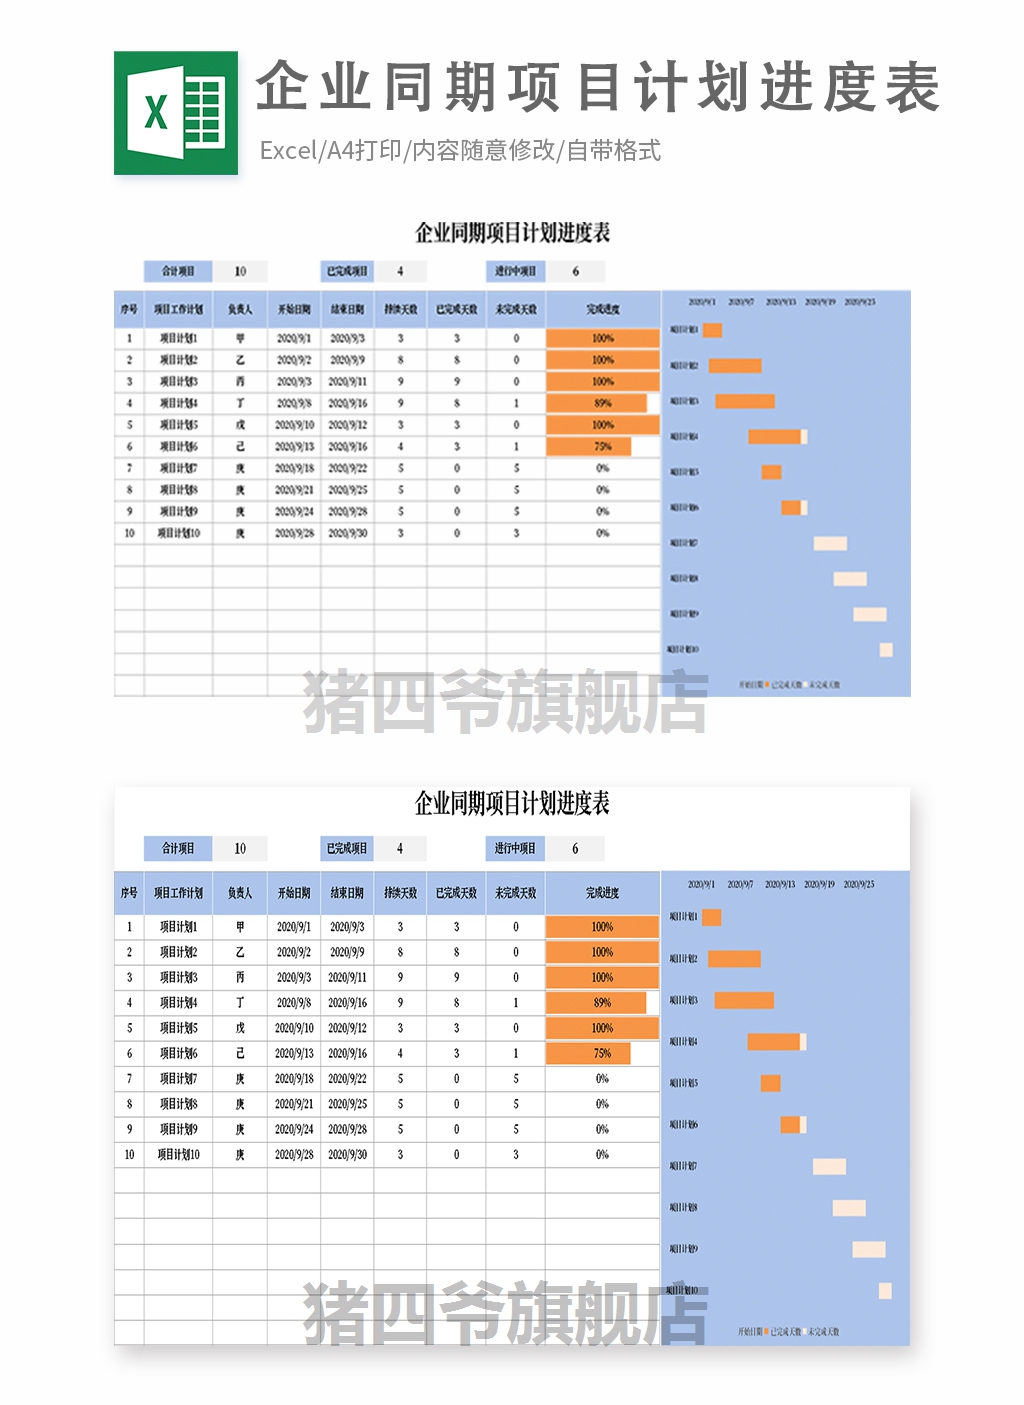 企业同期项目计划进度表
Excel/A4打印/内容随意修改/自带格式
企业同期项目计划进度表
合计项目 10 已完成项目 4 进行中项目 6
序号 项目工作计划 负责人 开始日期 结束日期 持续天数 已完成天数 未完成天数 完成进度 2020/9/1 2020/9/7 2020/9/13 2020/9/19 2020/9/25
1 项目计划1 甲 2020/9/1 2020/9/3 3 3 0 100% 项目计划1
2 项目计划2 乙 2020/9/2 2020/9/9 8 8 0 100% 项目计划2
3 项目计划3 丙 2020/9/3 2020/9/11 9 9 0 100% 项目计划3
4 项目计划4 丁 2020/9/8 2020/9/16 9 8 1 89% 项目计划4
5 项目计划5 戊 2020/9/10 2020/9/12 3 3 0 100% 项目计划5
6 项目计划6 己 2020/9/13 2020/9/16 4 3 1 75% 项目计划6
7 项目计划7 庚 2020/9/18 2020/9/22 5 0 5 0% 项目计划7
8 项目计划8 庚 2020/9/21 2020/9/25 5 0 5 0% 项目计划8
9 项目计划9 庚 2020/9/24 2020/9/28 5 0 5 0% 项目计划9
10 项目计划10 庚 2020/9/28 2020/9/30 3 0 3 0% 项目计划10
开始日期 已完成天数 未完成天数
猪四爷旗舰店
企业同期项目计划进度表
合计项目 10 已完成项目 4 进行中项目 6
序号 项目工作计划 负责人 开始日期 结束日期 持续天数 已完成天数 未完成天数 完成进度 2020/9/1 2020/9/7 2020/9/13 2020/9/19 2020/9/25
1 项目计划1 甲 2020/9/1 2020/9/3 3 3 0 100% 项目计划1
2 项目计划2 乙 2020/9/2 2020/9/9 8 8 0 100% 项目计划2
3 项目计划3 丙 2020/9/3 2020/9/11 9 9 0 100% 项目计划3
4 项目计划4 丁 2020/9/8 2020/9/16 9 8 1 89% 项目计划4
5 项目计划5 戊 2020/9/10 2020/9/12 3 3 0 100% 项目计划5
6 项目计划6 己 2020/9/13 2020/9/16 4 3 1 75% 项目计划6
7 项目计划7 庚 2020/9/18 2020/9/22 5 0 5 0% 项目计划7
8 项目计划8 庚 2020/9/21 2020/9/25 5 0 5 0% 项目计划8
9 项目计划9 庚 2020/9/24 2020/9/28 5 0 5 0% 项目计划9
10 项目计划10 庚 2020/9/28 2020/9/30 3 0 3 0% 项目计划10
开始日期 已完成天数 未完成天数
猪四爷旗舰店